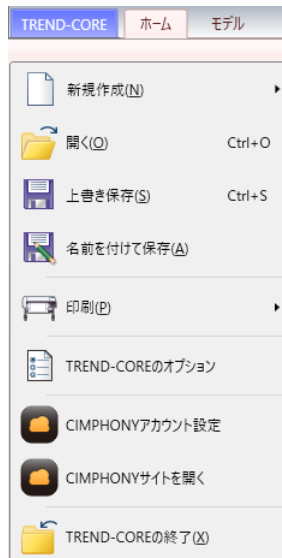 TREND-CORE ホーム モデル
新規作成(N)
開く(O) Ctrl+O
上書き保存(S) Ctrl+S
名前を付けて保存(A)
印刷(P)
TREND-COREのオプション
CIMPHONYアカウント設定
CIMPHONYサイトを開く
TREND-COREの終了(X)